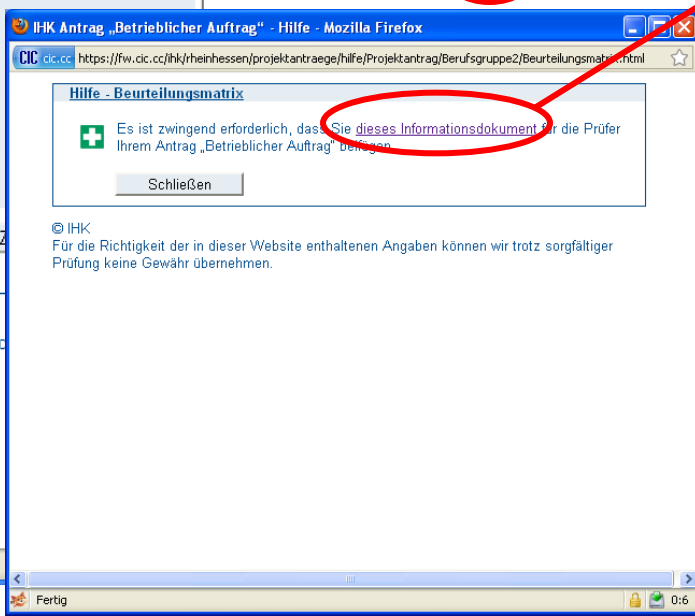 IHK Antrag „Betrieblicher Auftrag“ - Hilfe - Mozilla Firefox
CIC cic.cc https://fw.cic.cc/ihk/rheinhessen/projektantraege/hilfe/Projektantrag/Berufsgruppe2/Beurteilungsmatrix.html
Hilfe - Beurteilungsmatrix
Es ist zwingend erforderlich, dass Sie dieses Informationsdokument für die Prüfer
Ihrem Antrag „Betrieblicher Auftrag“ beifügen.
Schließen
© IHK
Für die Richtigkeit der in dieser Website enthaltenen Angaben können wir trotz sorgfältiger
Prüfung keine Gewähr übernehmen.
Fertig
0:6